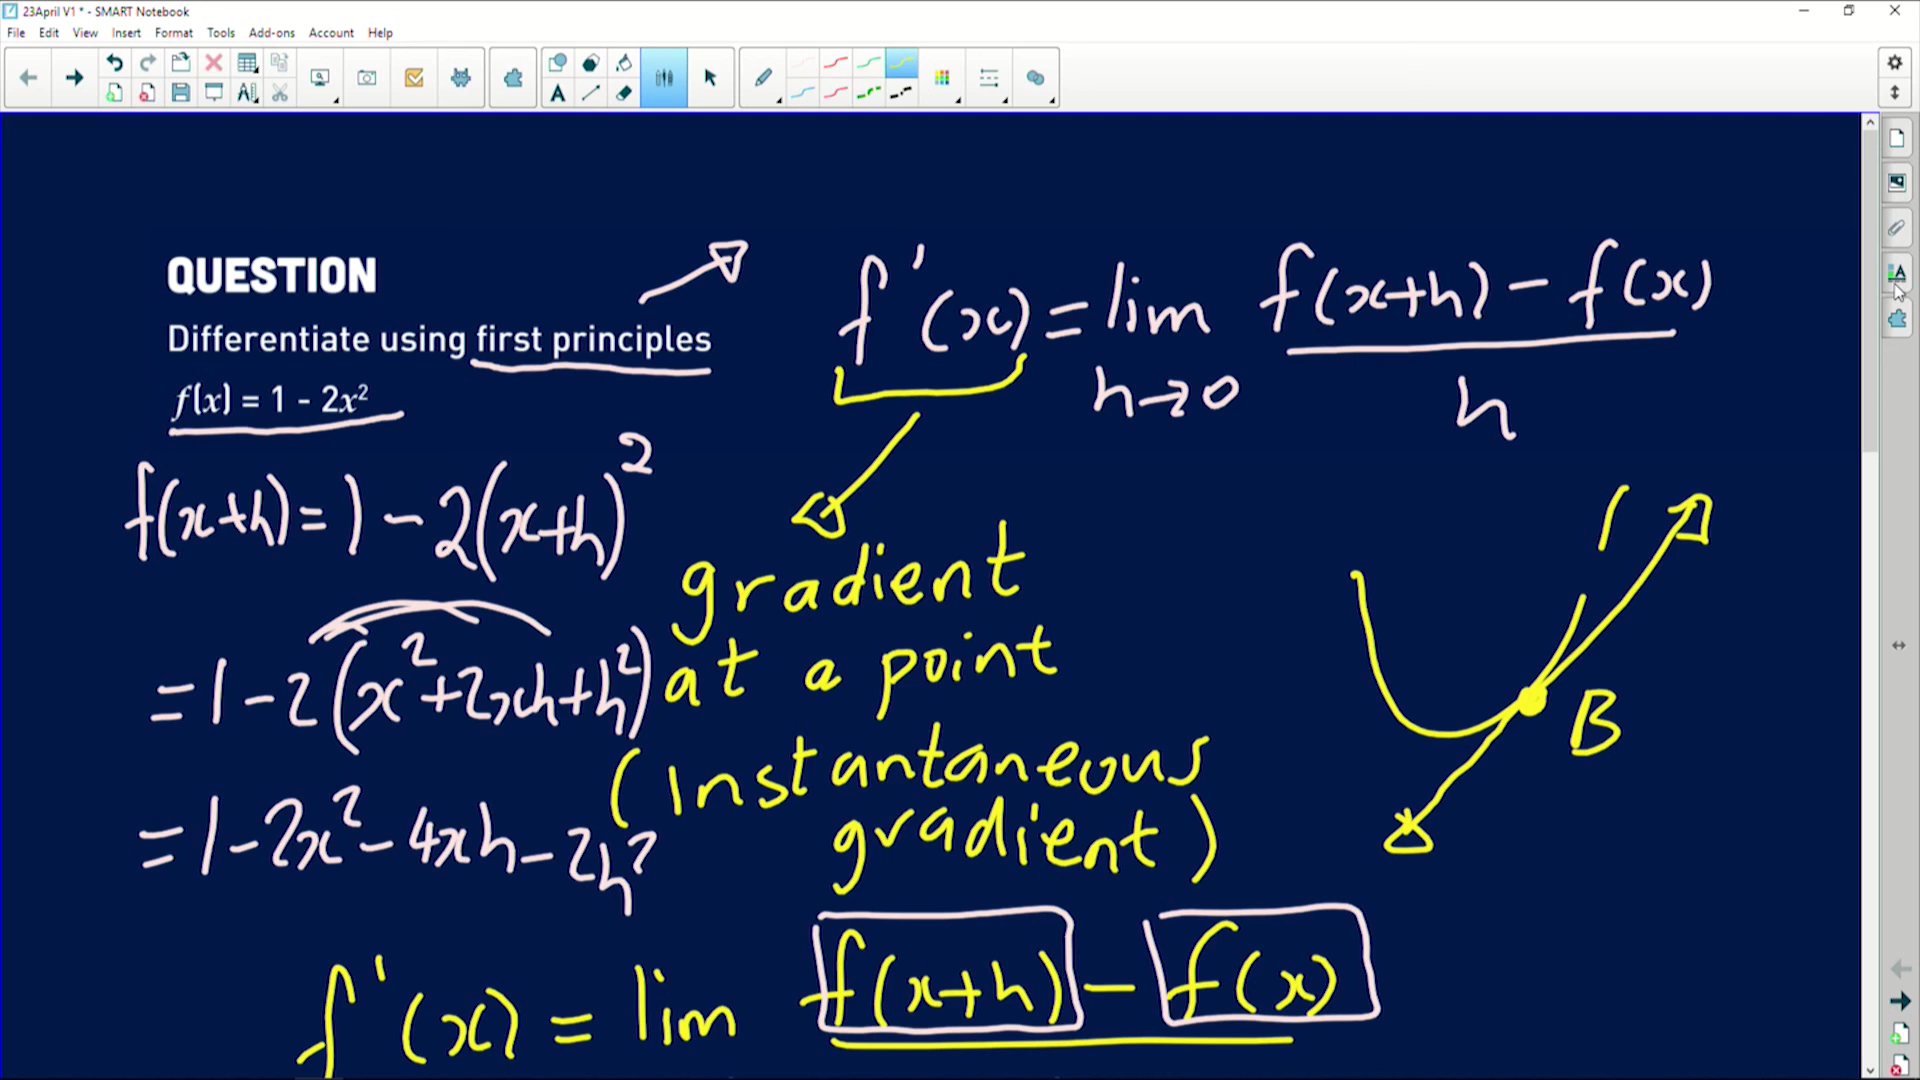 23April V1 * - SMART Notebook
File Edit View Insert Format Tools Add-ons Account Help
QUESTION
Differentiate using first principles
f(x) = 1 - 2x²
f'(x) = lim h→0 f(x+h) - f(x)
h
f(x+h) = 1 - 2(x+h)²
= 1 - 2(x² + 2xh + h²)
= 1 - 2x² - 4xh - 2h²
gradient
at a point
(instantaneous
gradient)
B
f'(x) = lim f(x+h) - f(x)